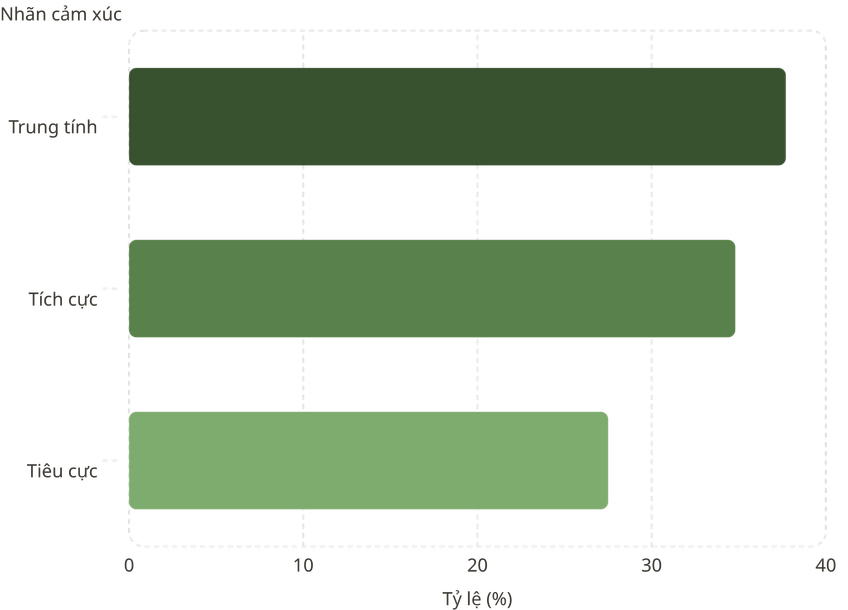 Nhãn cảm xúc
Trung tính
Tích cực
Tiêu cực
0 10 20 30 40
Tỷ lệ (%)